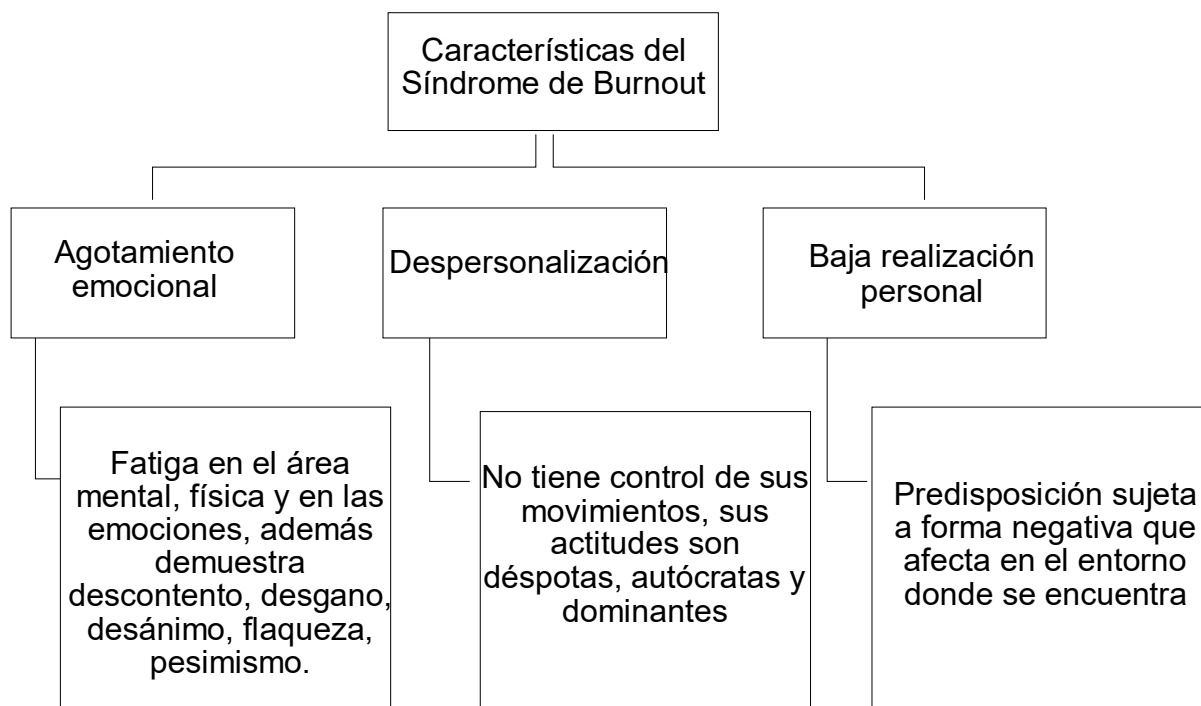 Características del
Síndrome de Burnout
Agotamiento
emocional
Despersonalización
Baja realización
personal
Fatiga en el área
mental, física y en las
emociones, además
demuestra
descontento, desgano,
desánimo, flaqueza,
pesimismo.
No tiene control de sus
movimientos, sus
actitudes son
déspotas, autócratas y
dominantes
Predisposición sujeta
a forma negativa que
afecta en el entorno
donde se encuentra